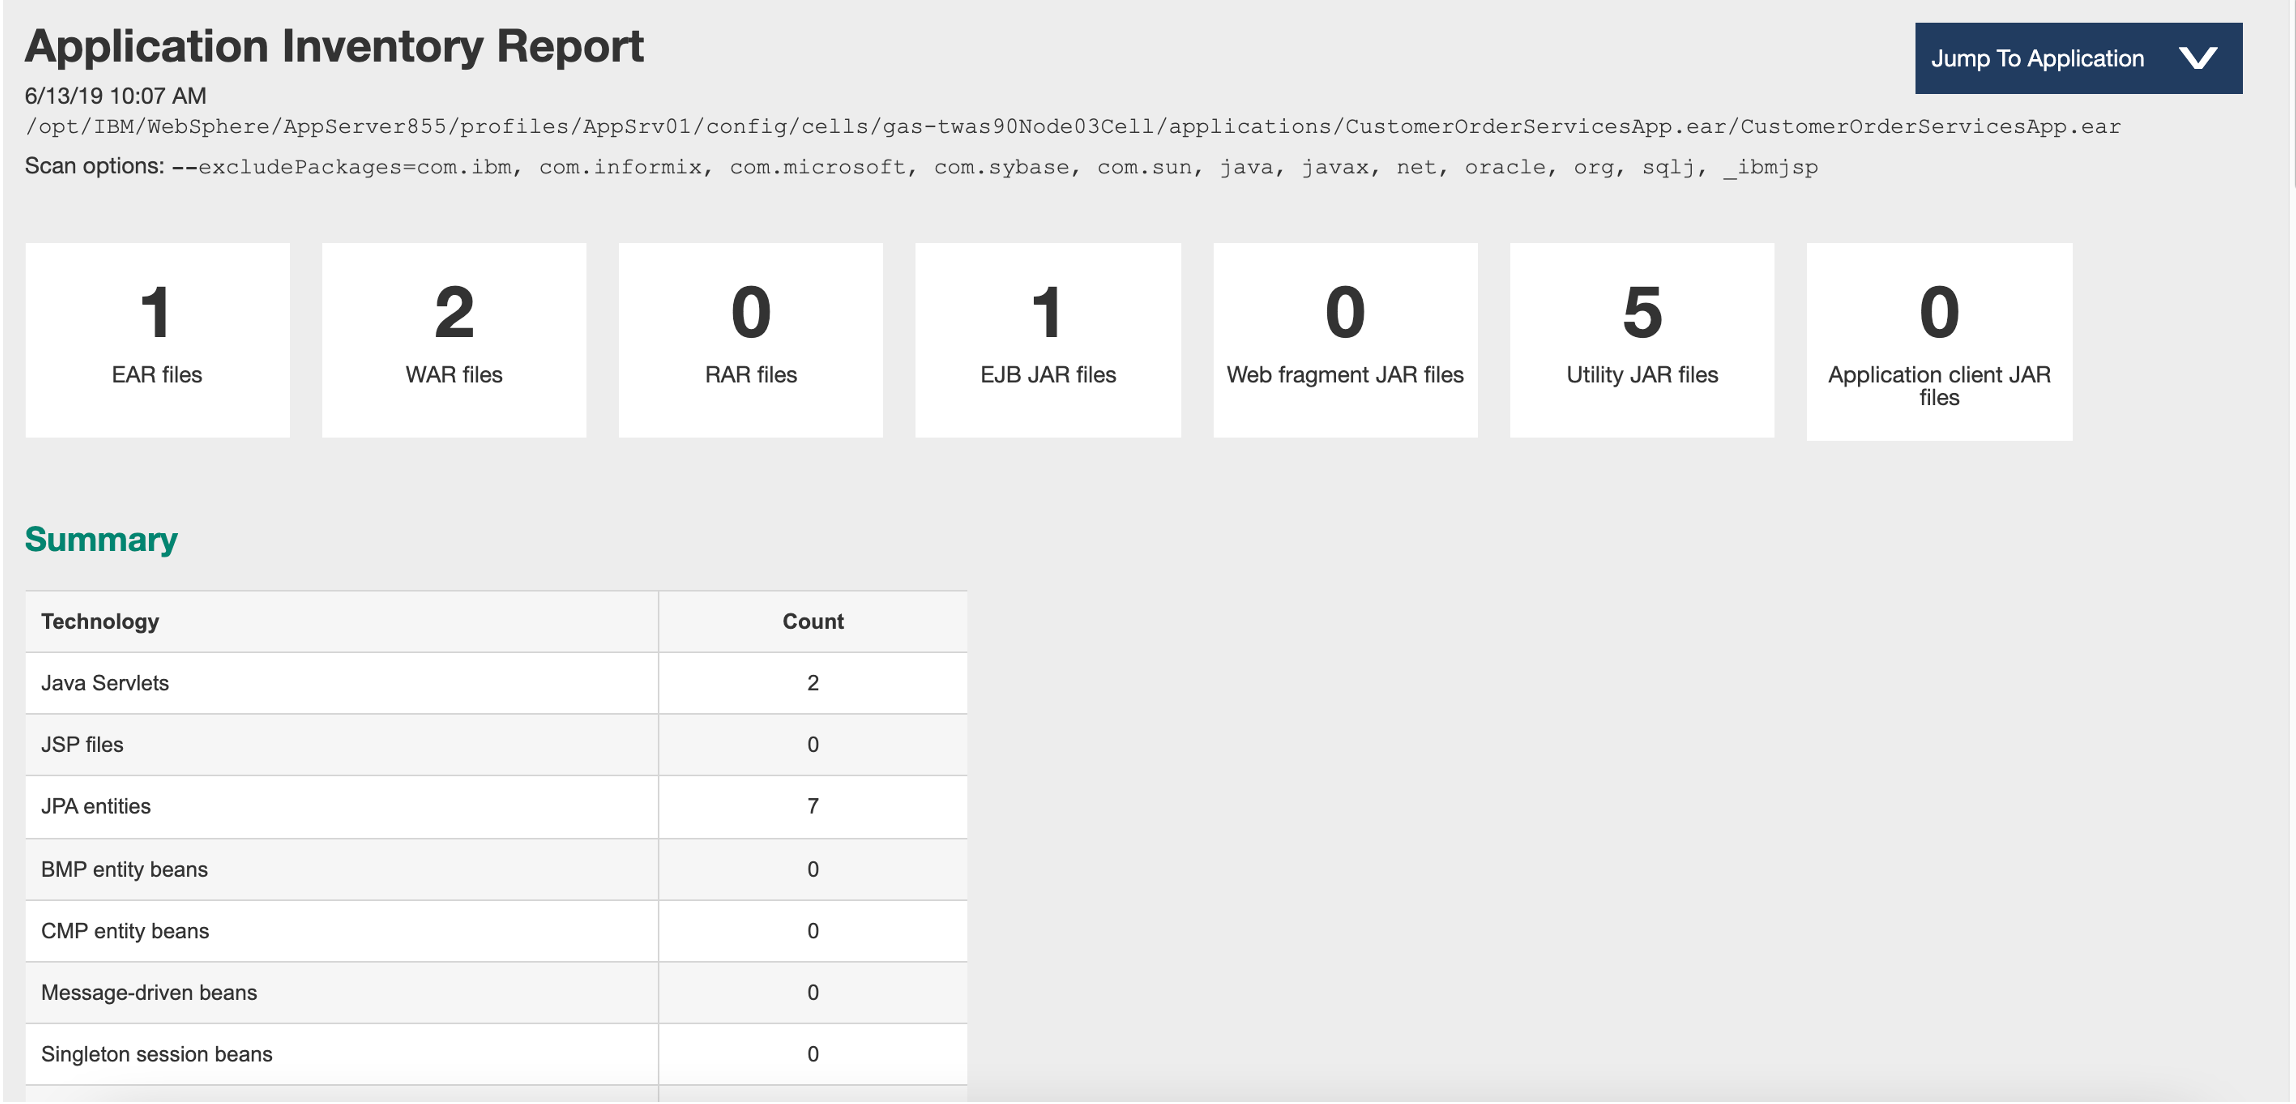 Application Inventory Report
Jump To Application
6/13/19 10:07 AM
/opt/IBM/WebSphere/AppServer855/profiles/AppSrv01/config/cells/gas-twas90Node03Cell/applications/CustomerOrderServicesApp.ear/CustomerOrderServicesApp.ear
Scan options: --excludePackages=com.ibm, com.informix, com.microsoft, com.sybase, com.sun, java, javax, net, oracle, org, sqlj, _ibmjsp
1
EAR files
2
WAR files
0
RAR files
1
EJB JAR files
0
Web fragment JAR files
5
Utility JAR files
0
Application client JAR
files
Summary
Technology Count
Java Servlets 2
JSP files 0
JPA entities 7
BMP entity beans 0
CMP entity beans 0
Message-driven beans 0
Singleton session beans 0